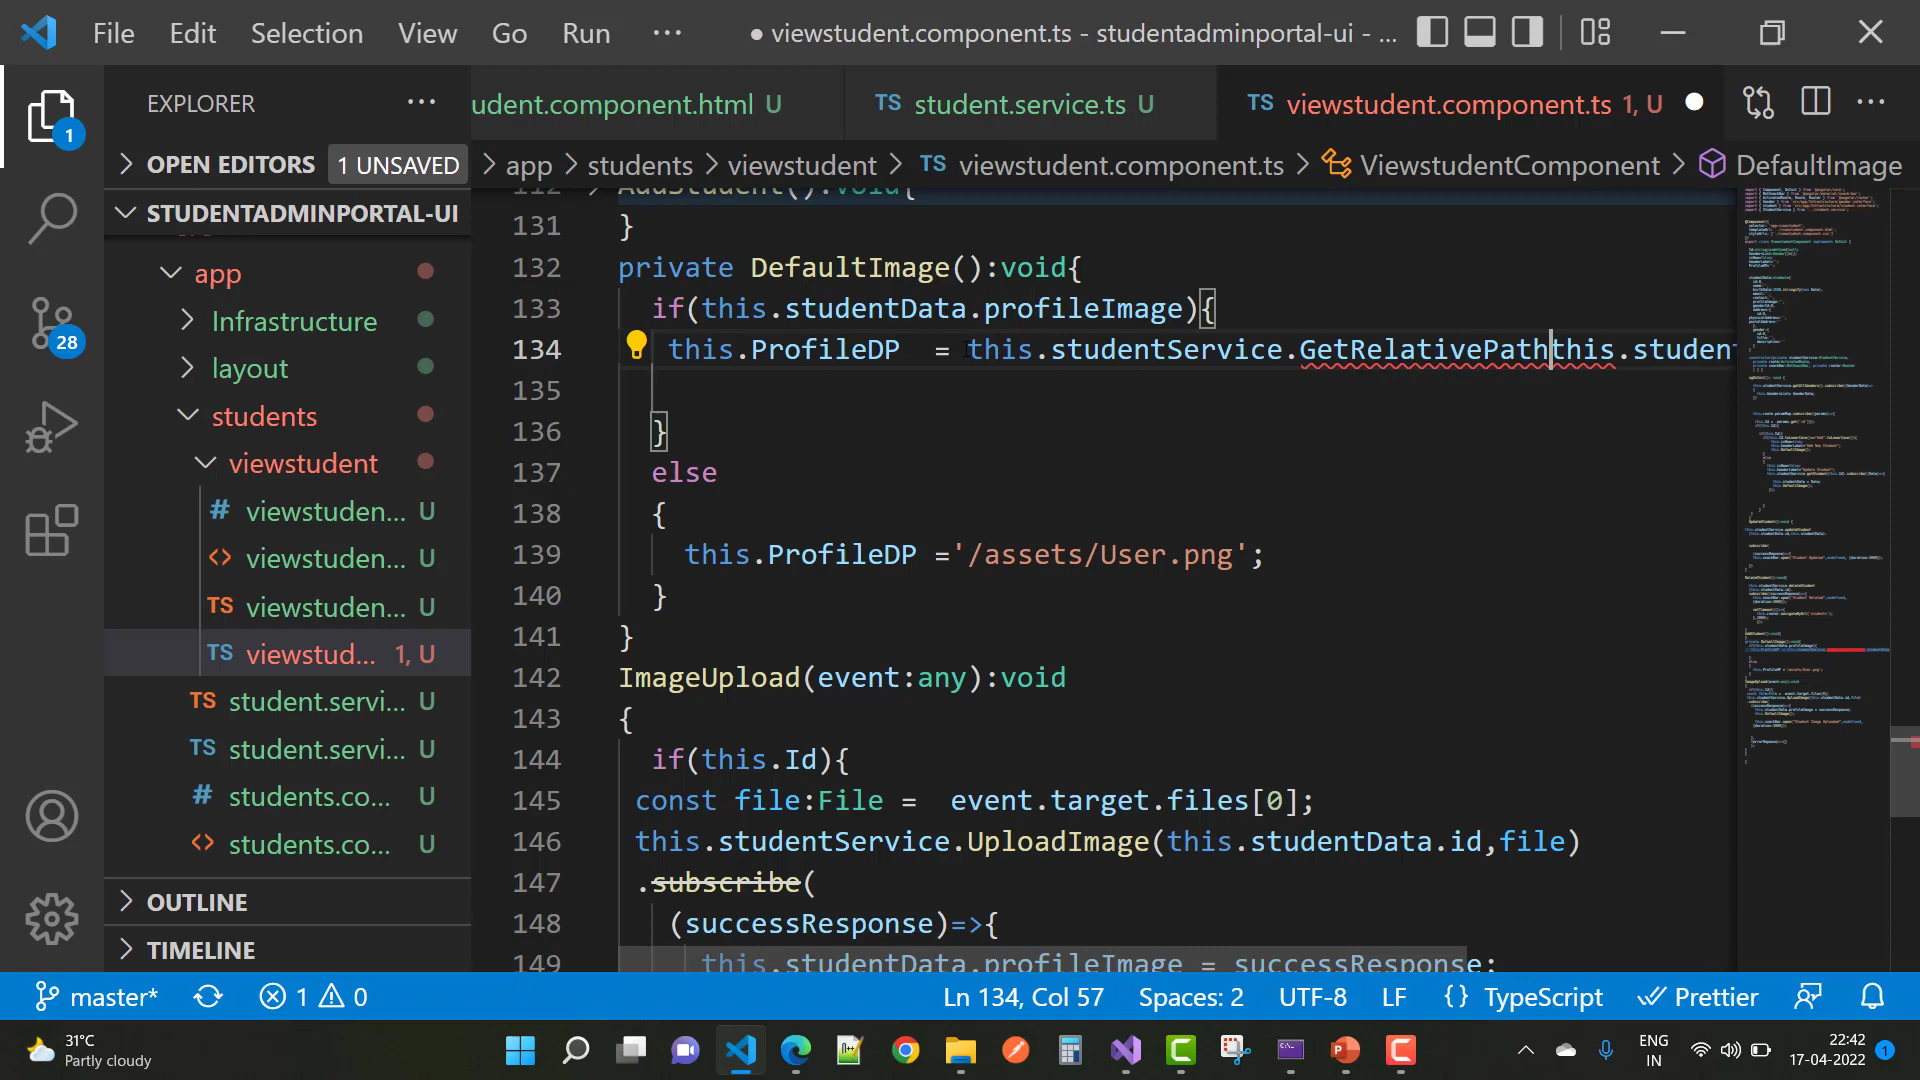 File Edit Selection View Go Run ··· ● viewstudent.component.ts - studentadminportal-ui - ...
EXPLORER ···
udent.component.html U
TS student.service.ts U
TS viewstudent.component.ts 1, U
OPEN EDITORS 1 UNSAVED
> app > students > viewstudent > TS viewstudent.component.ts > ViewstudentComponent > DefaultImage
STUDENTADMINPORTAL-UI
app
Infrastructure
layout
students
viewstudent
# viewstuden... U
<> viewstuden... U
TS viewstuden... U
TS viewstud... 1, U
TS student.servi... U
TS student.servi... U
# students.co... U
<> students.co... U
OUTLINE
TIMELINE
1
28
112 AddStudent():void{
131 }
132 private DefaultImage():void{
133 if(this.studentData.profileImage){
134 this.ProfileDP = this.studentService.GetRelativePaththis.student
135
136 }
137 else
138 {
139 this.ProfileDP ='/assets/User.png';
140 }
141 }
142 ImageUpload(event:any):void
143 {
144 if(this.Id){
145 const file:File = event.target.files[0];
146 this.studentService.UploadImage(this.studentData.id,file)
147 .subscribe(
148 (successResponse)=>{
149 this.studentData.profileImage = successResponse;
master* 1 0 Ln 134, Col 57 Spaces: 2 UTF-8 LF {} TypeScript Prettier
31°C
Partly cloudy
ENG
IN
22:42
17-04-2022
1